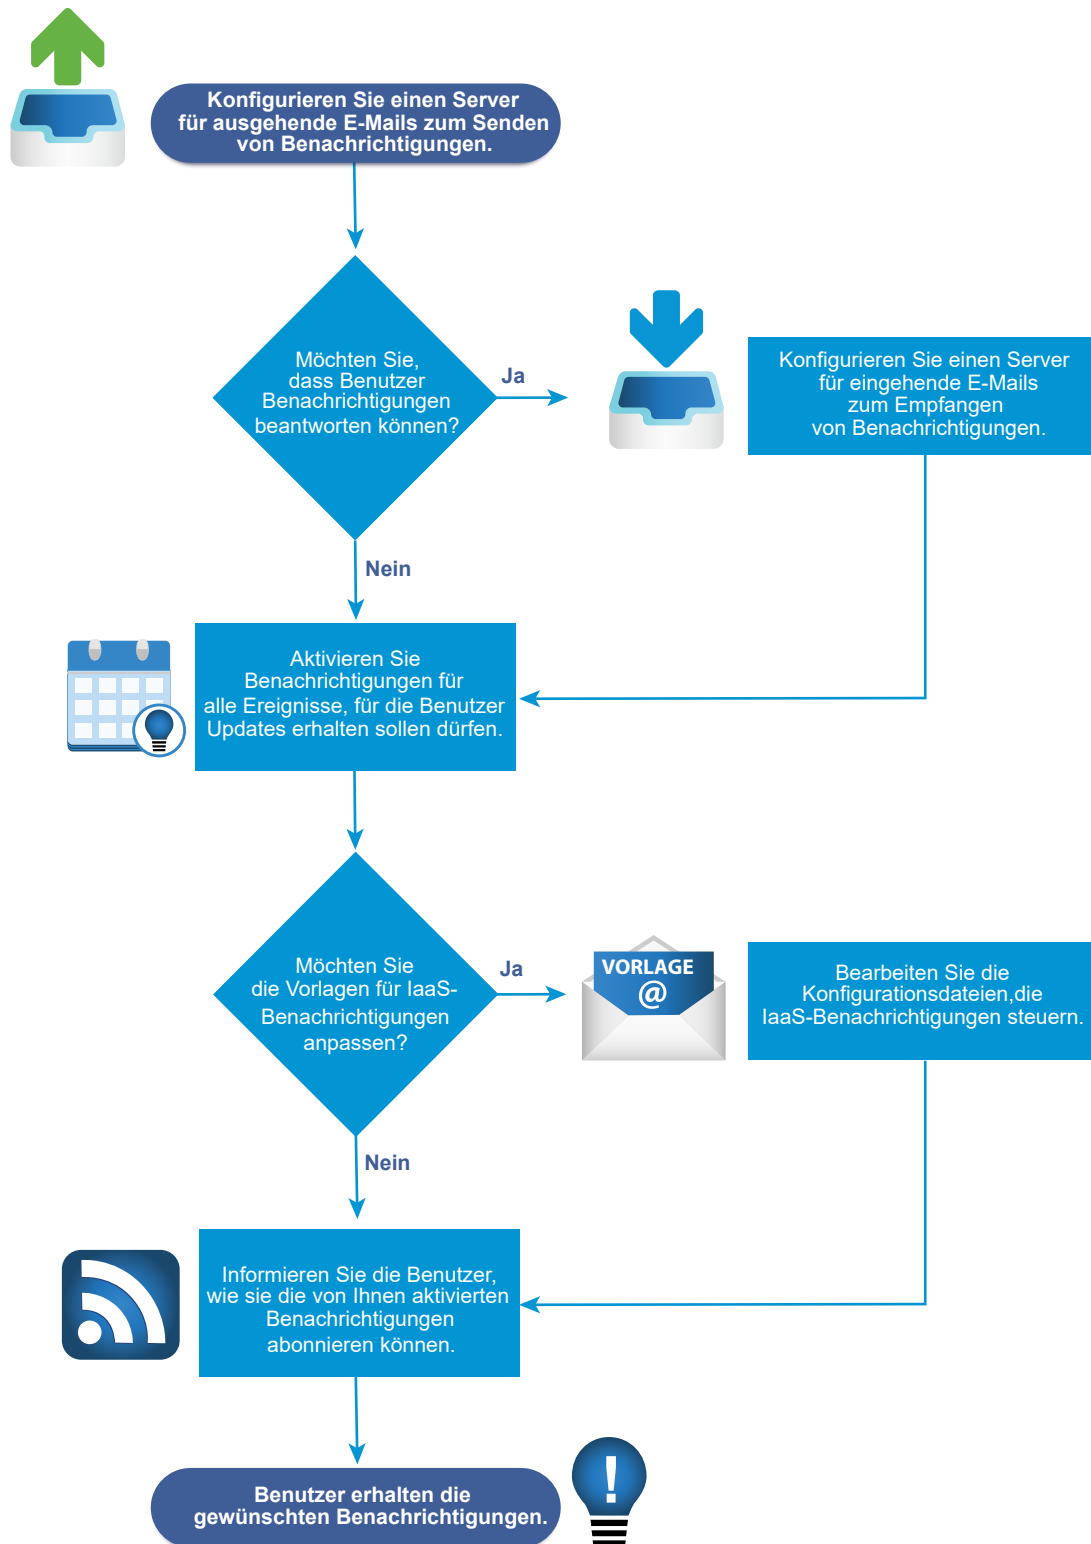 Konfigurieren Sie einen Server
für ausgehende E-Mails zum Senden
von Benachrichtigungen.
Möchten Sie,
dass Benutzer
Benachrichtigungen
beantworten können?
Ja
Konfigurieren Sie einen Server
für eingehende E-Mails
zum Empfangen
von Benachrichtigungen.
Nein
Aktivieren Sie
Benachrichtigungen für
alle Ereignisse, für die Benutzer
Updates erhalten sollen dürfen.
Möchten Sie
die Vorlagen für IaaS-
Benachrichtigungen
anpassen?
Ja
VORLAGE
@
Bearbeiten Sie die
Konfigurationsdateien,die
IaaS-Benachrichtigungen steuern.
Nein
Informieren Sie die Benutzer,
wie sie die von Ihnen aktivierten
Benachrichtigungen
abonnieren können.
Benutzer erhalten die
gewünschten Benachrichtigungen.
!